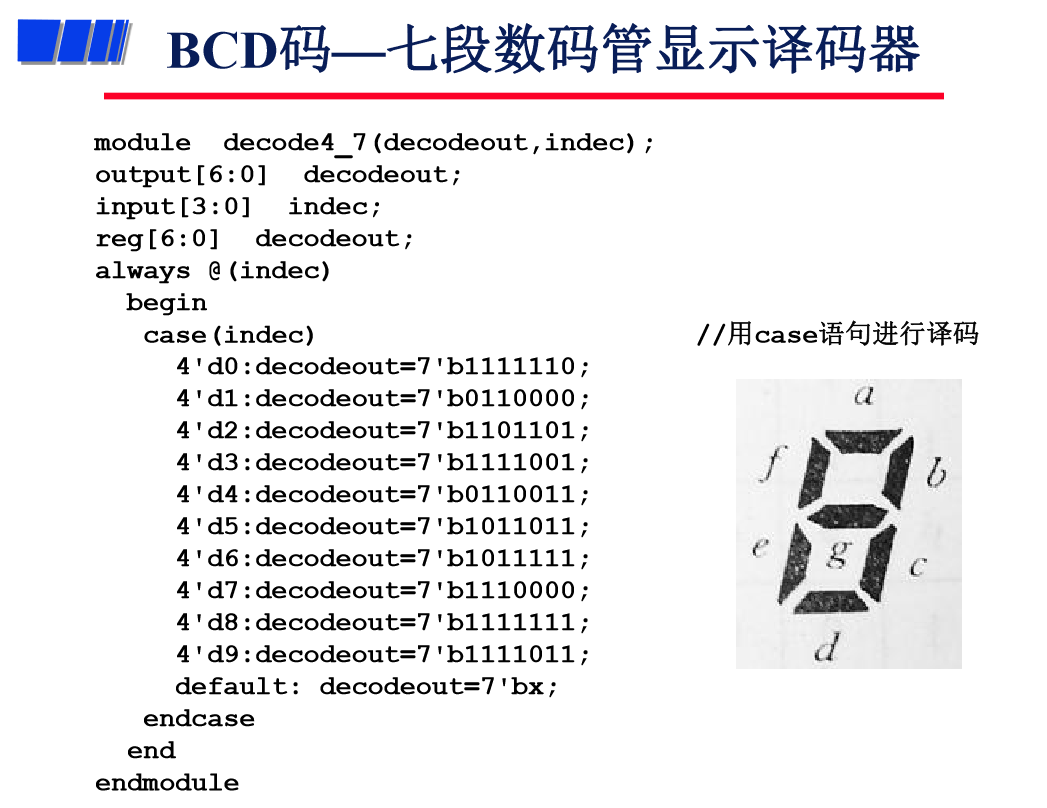 BCD码—七段数码管显示译码器
module  decode4_7(decodeout,indec);
output[6:0]  decodeout;
input[3:0]  indec;
reg[6:0]  decodeout;
always @(indec)
  begin
   case(indec)                        //用case语句进行译码
     4'd0:decodeout=7'b1111110;
     4'd1:decodeout=7'b0110000;
     4'd2:decodeout=7'b1101101;
     4'd3:decodeout=7'b1111001;
     4'd4:decodeout=7'b0110011;
     4'd5:decodeout=7'b1011011;
     4'd6:decodeout=7'b1011111;
     4'd7:decodeout=7'b1110000;
     4'd8:decodeout=7'b1111111;
     4'd9:decodeout=7'b1111011;
     default: decodeout=7'bx;
   endcase
  end
endmodule
a
f
b
e
g
c
d